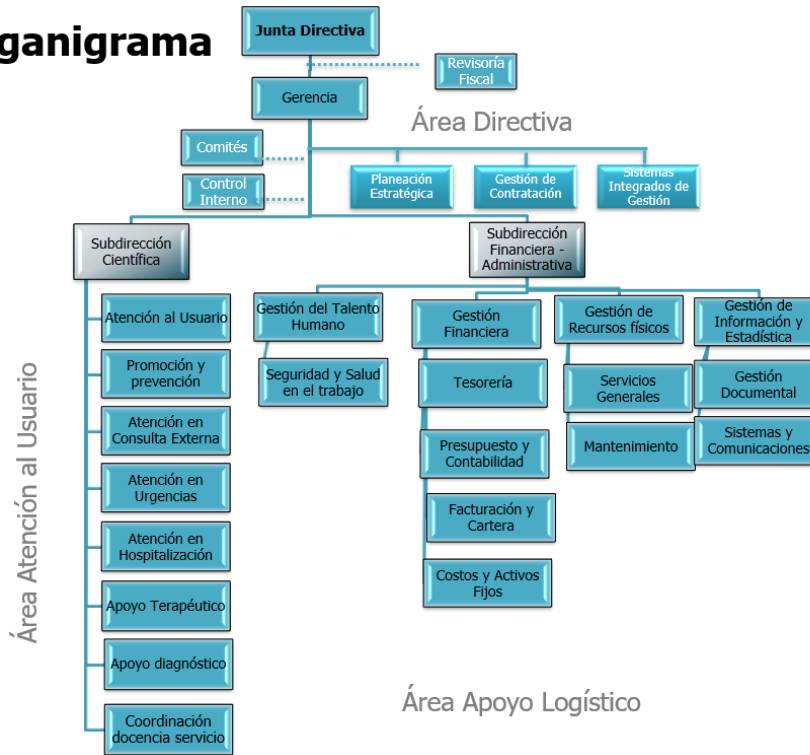 ganigrama
Junta Directiva
Revisoría
Fiscal
Gerencia
Área Directiva
Comités
Control
Interno
Planeación
Estratégica
Gestión de
Contratación
Sistemas
Integrados de
Gestión
Subdirección
Científica
Subdirección
Financiera -
Administrativa
Atención al Usuario
Promoción y
prevención
Atención en
Consulta Externa
Atención en
Urgencias
Atención en
Hospitalización
Apoyo Terapéutico
Apoyo diagnóstico
Coordinación
docencia servicio
Área Atención al Usuario
Gestión del Talento
Humano
Seguridad y Salud
en el trabajo
Gestión
Financiera
Tesorería
Presupuesto y
Contabilidad
Facturación y
Cartera
Costos y Activos
Fijos
Gestión de
Recursos físicos
Servicios
Generales
Mantenimiento
Gestión de
Información y
Estadística
Gestión
Documental
Sistemas y
Comunicaciones
Área Apoyo Logístico